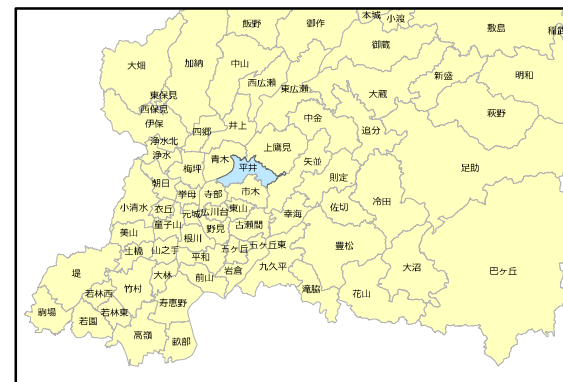 本城
小渡
飯野
御作
敷島
稲武
御蔵
大畑
加納
中山
新盛
明和
西広瀬
東広瀬
大蔵
東保見
西保見
萩野
伊保
中金
四郷
井上
追分
浄水北
上鷹見
浄水
青木
平井
矢並
足助
梅坪
則定
朝日
挙母
寺部
市木
冷田
小清水
衣丘
元城
広川台
東山
幸海
佐切
美山
童子山
野見
古瀬間
土橋
仙之手
根川
五ヶ丘
五ヶ丘東
豊松
平和
九久平
大沼
巴ヶ丘
堤
大林
前山
岩倉
竹村
滝脇
花山
若林西
寿恵野
駒場
若園
若林東
高嶺
畝部